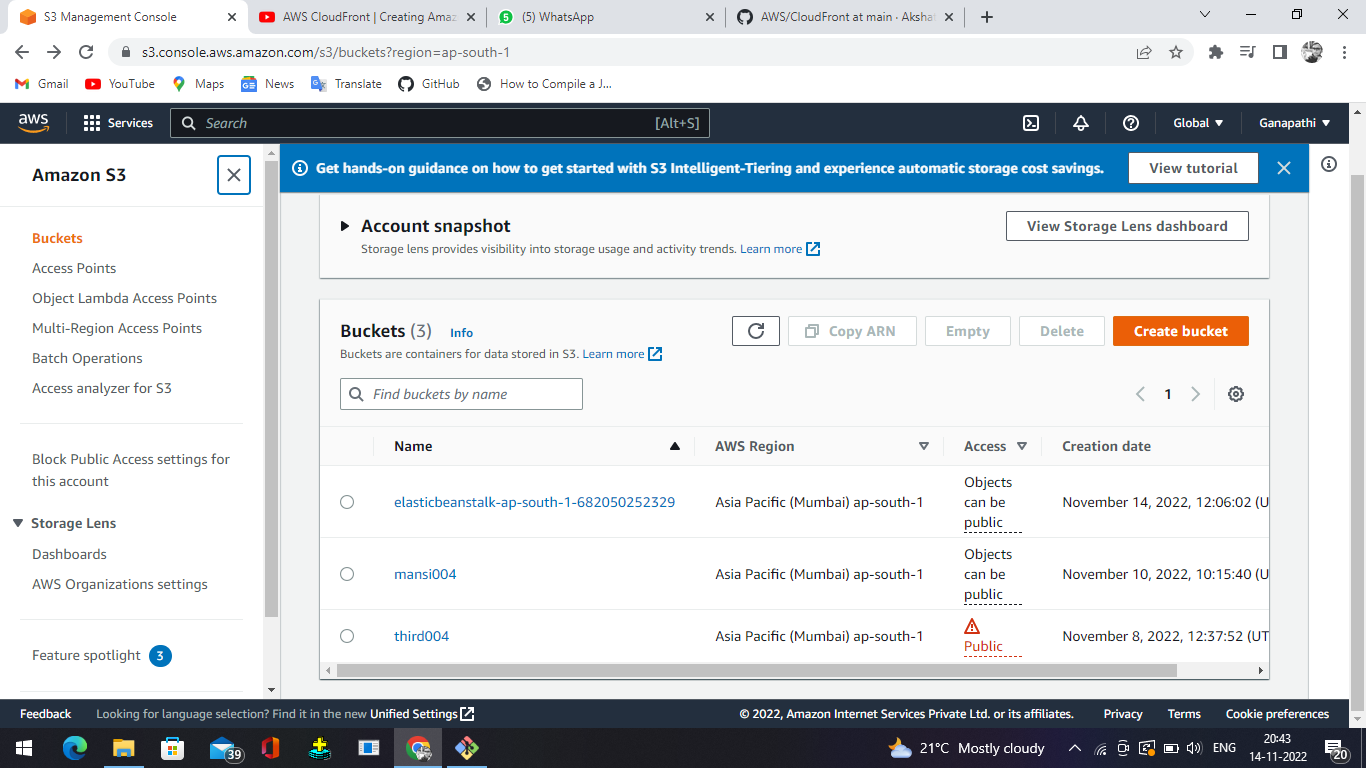 S3 Management Console
AWS CloudFront | Creating Amaz
(5) WhatsApp
AWS/CloudFront at main · Aksha
s3.console.aws.amazon.com/s3/buckets?region=ap-south-1
Gmail
YouTube
Maps
News
Translate
GitHub
How to Compile a J...
aws
Services
Search
[Alt+S]
Global
Ganapathi
Amazon S3
Buckets
Access Points
Object Lambda Access Points
Multi-Region Access Points
Batch Operations
Access analyzer for S3
Block Public Access settings for
this account
Storage Lens
Dashboards
AWS Organizations settings
Feature spotlight 3
Get hands-on guidance on how to get started with S3 Intelligent-Tiering and experience automatic storage cost savings.
View tutorial
Account snapshot
Storage lens provides visibility into storage usage and activity trends. Learn more
View Storage Lens dashboard
Buckets (3) Info
Buckets are containers for data stored in S3. Learn more
Copy ARN
Empty
Delete
Create bucket
Find buckets by name
1
Name
AWS Region
Access
Creation date
elasticbeanstalk-ap-south-1-682050252329
Asia Pacific (Mumbai) ap-south-1
Objects
can be
public
November 14, 2022, 12:06:02 (U
mansi004
Asia Pacific (Mumbai) ap-south-1
Objects
can be
public
November 10, 2022, 10:15:40 (U
third004
Asia Pacific (Mumbai) ap-south-1
Public
November 8, 2022, 12:37:52 (UT
Feedback
Looking for language selection? Find it in the new Unified Settings
© 2022, Amazon Internet Services Private Ltd. or its affiliates.
Privacy
Terms
Cookie preferences
39
21°C Mostly cloudy
ENG
20:43
14-11-2022
20